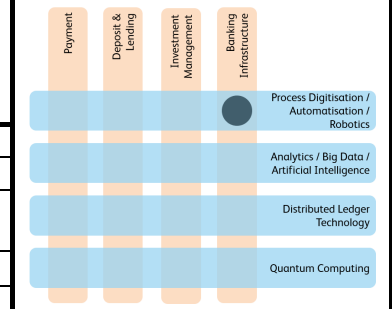 Payment
Deposit &
Lending
Investment
Management
Banking
Infrastructure
Process Digitisation /
Automatisation /
Robotics
Analytics / Big Data /
Artificial Intelligence
Distributed Ledger
Technology
Quantum Computing